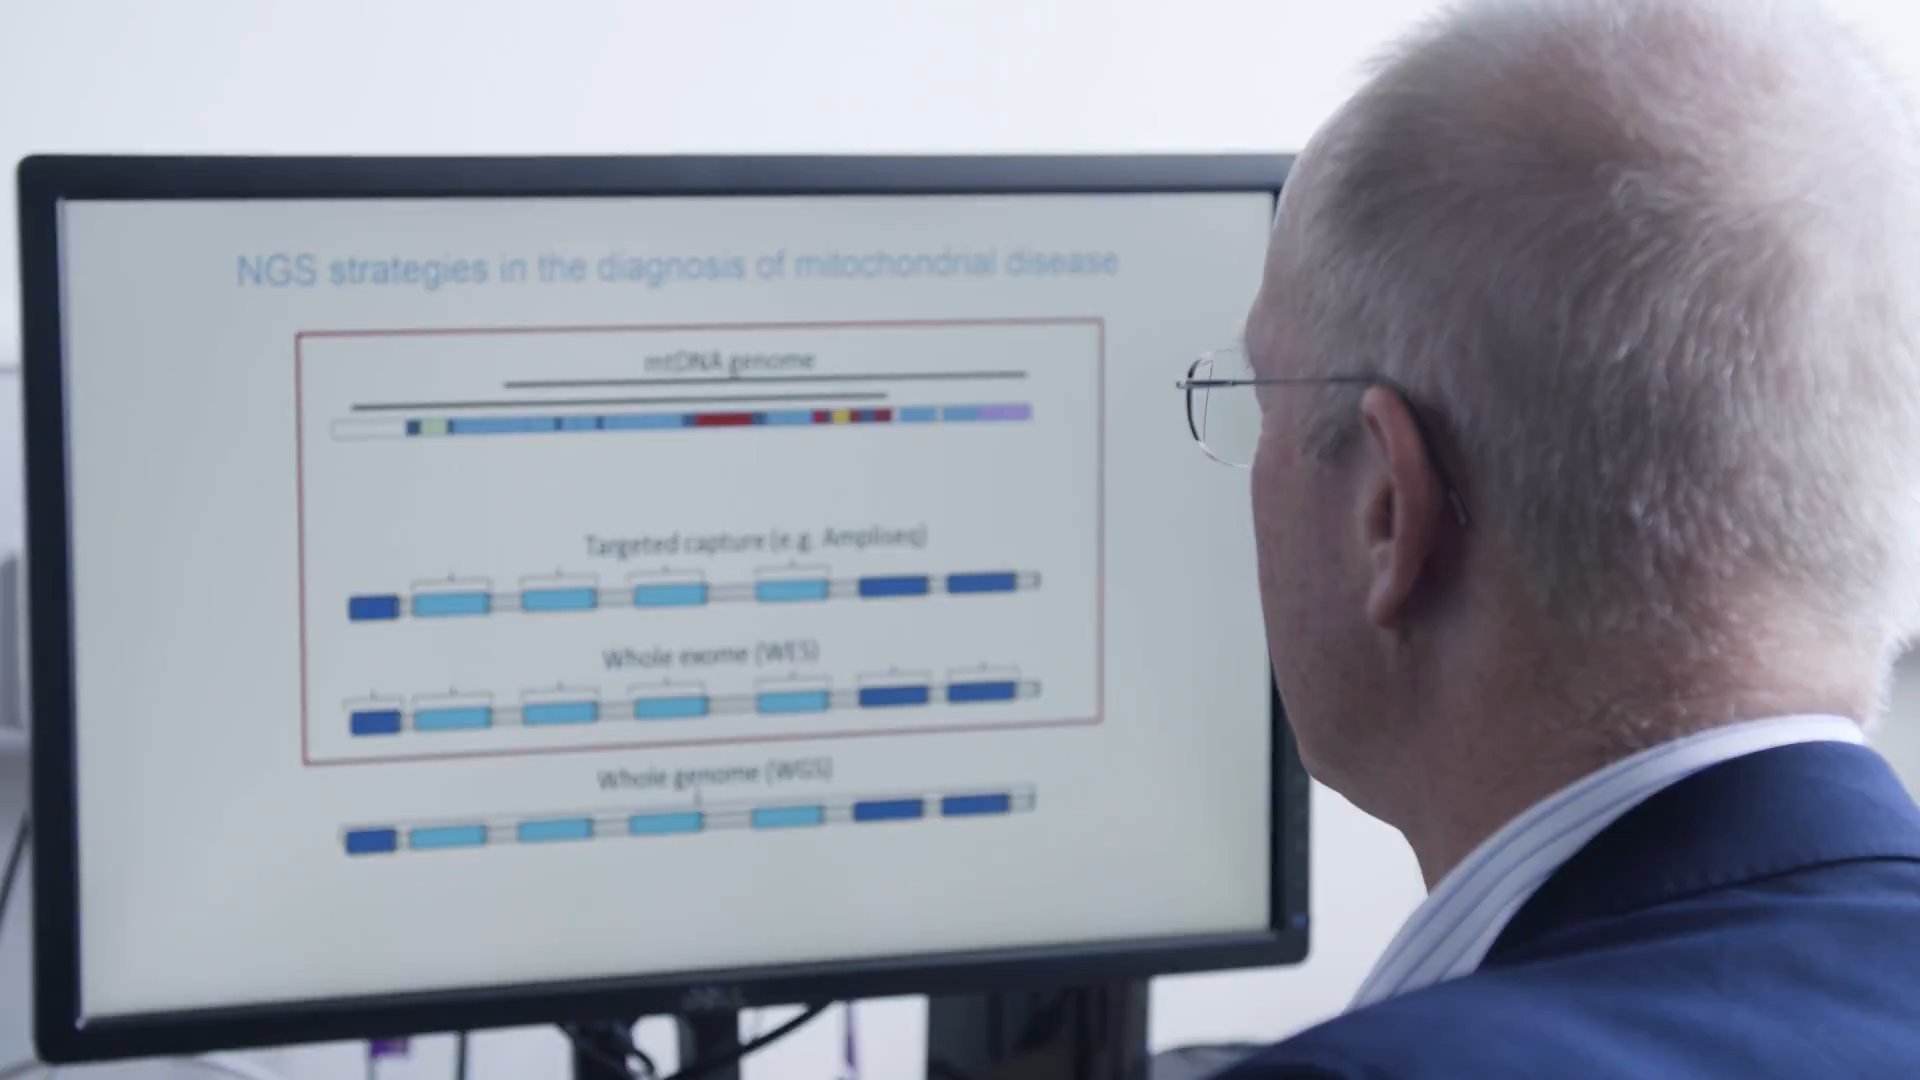 NGS strategies in the diagnosis of mitochondrial disease
mtDNA genome
Targeted capture (e.g. Ampliseq)
Whole exome (WES)
Whole genome (WGS)
DELL